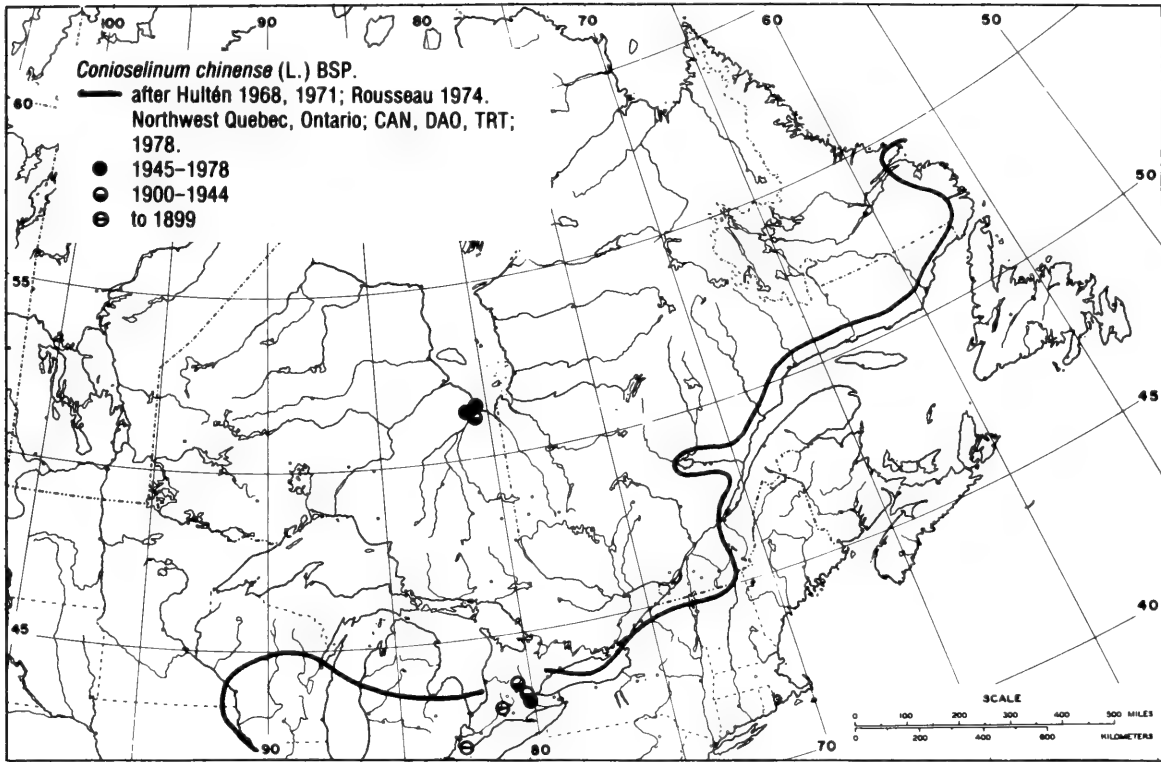 100
90
80
70
60
50
Conioselinum chinense (L.) BSP.
after Hultén 1968, 1971; Rousseau 1974.
Northwest Quebec, Ontario; CAN, DAO, TRT;
1978.
1945–1978
1900–1944
to 1899
60
50
55
45
45
40
90
80
70
SCALE
0 100 200 300 400 500 MILES
0 200 400 600 KILOMETERS